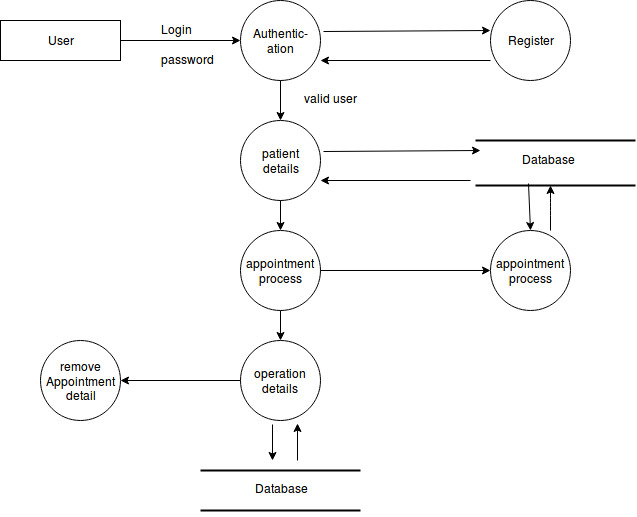 User
Login
password
Authentic-
ation
Register
valid user
patient
details
Database
appointment
process
appointment
process
remove
Appointment
detail
operation
details
Database